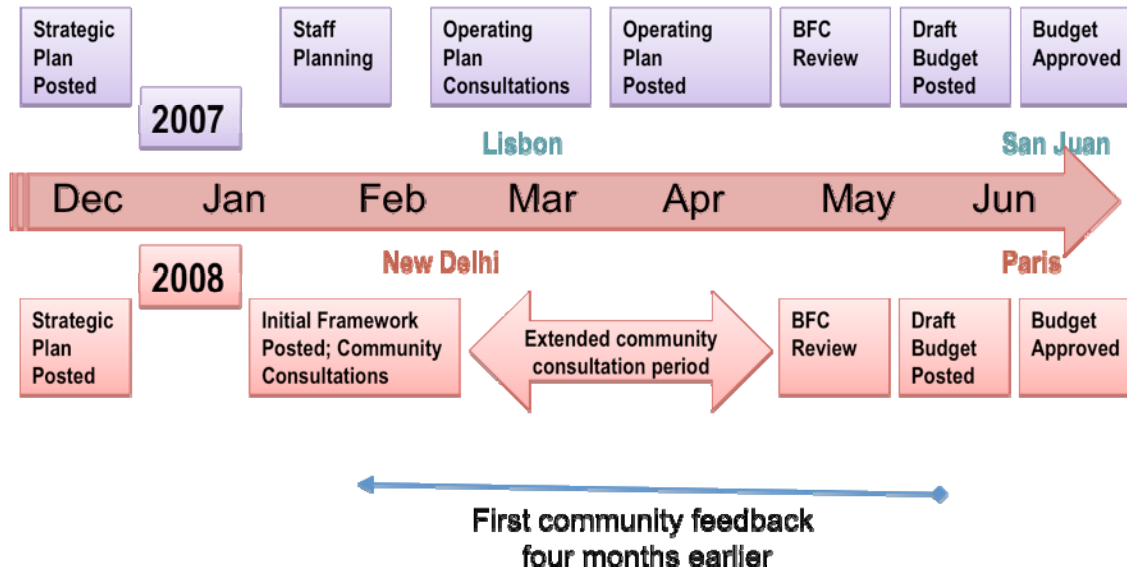 Strategic
Plan
Posted
2007
Staff
Planning
Operating
Plan
Consultations
Operating
Plan
Posted
BFC
Review
Draft
Budget
Posted
Budget
Approved
Lisbon
San Juan
Dec Jan Feb Mar Apr May Jun
New Delhi
Paris
2008
Strategic
Plan
Posted
Initial Framework
Posted; Community
Consultations
Extended community
consultation period
BFC
Review
Draft
Budget
Posted
Budget
Approved
First community feedback
four months earlier